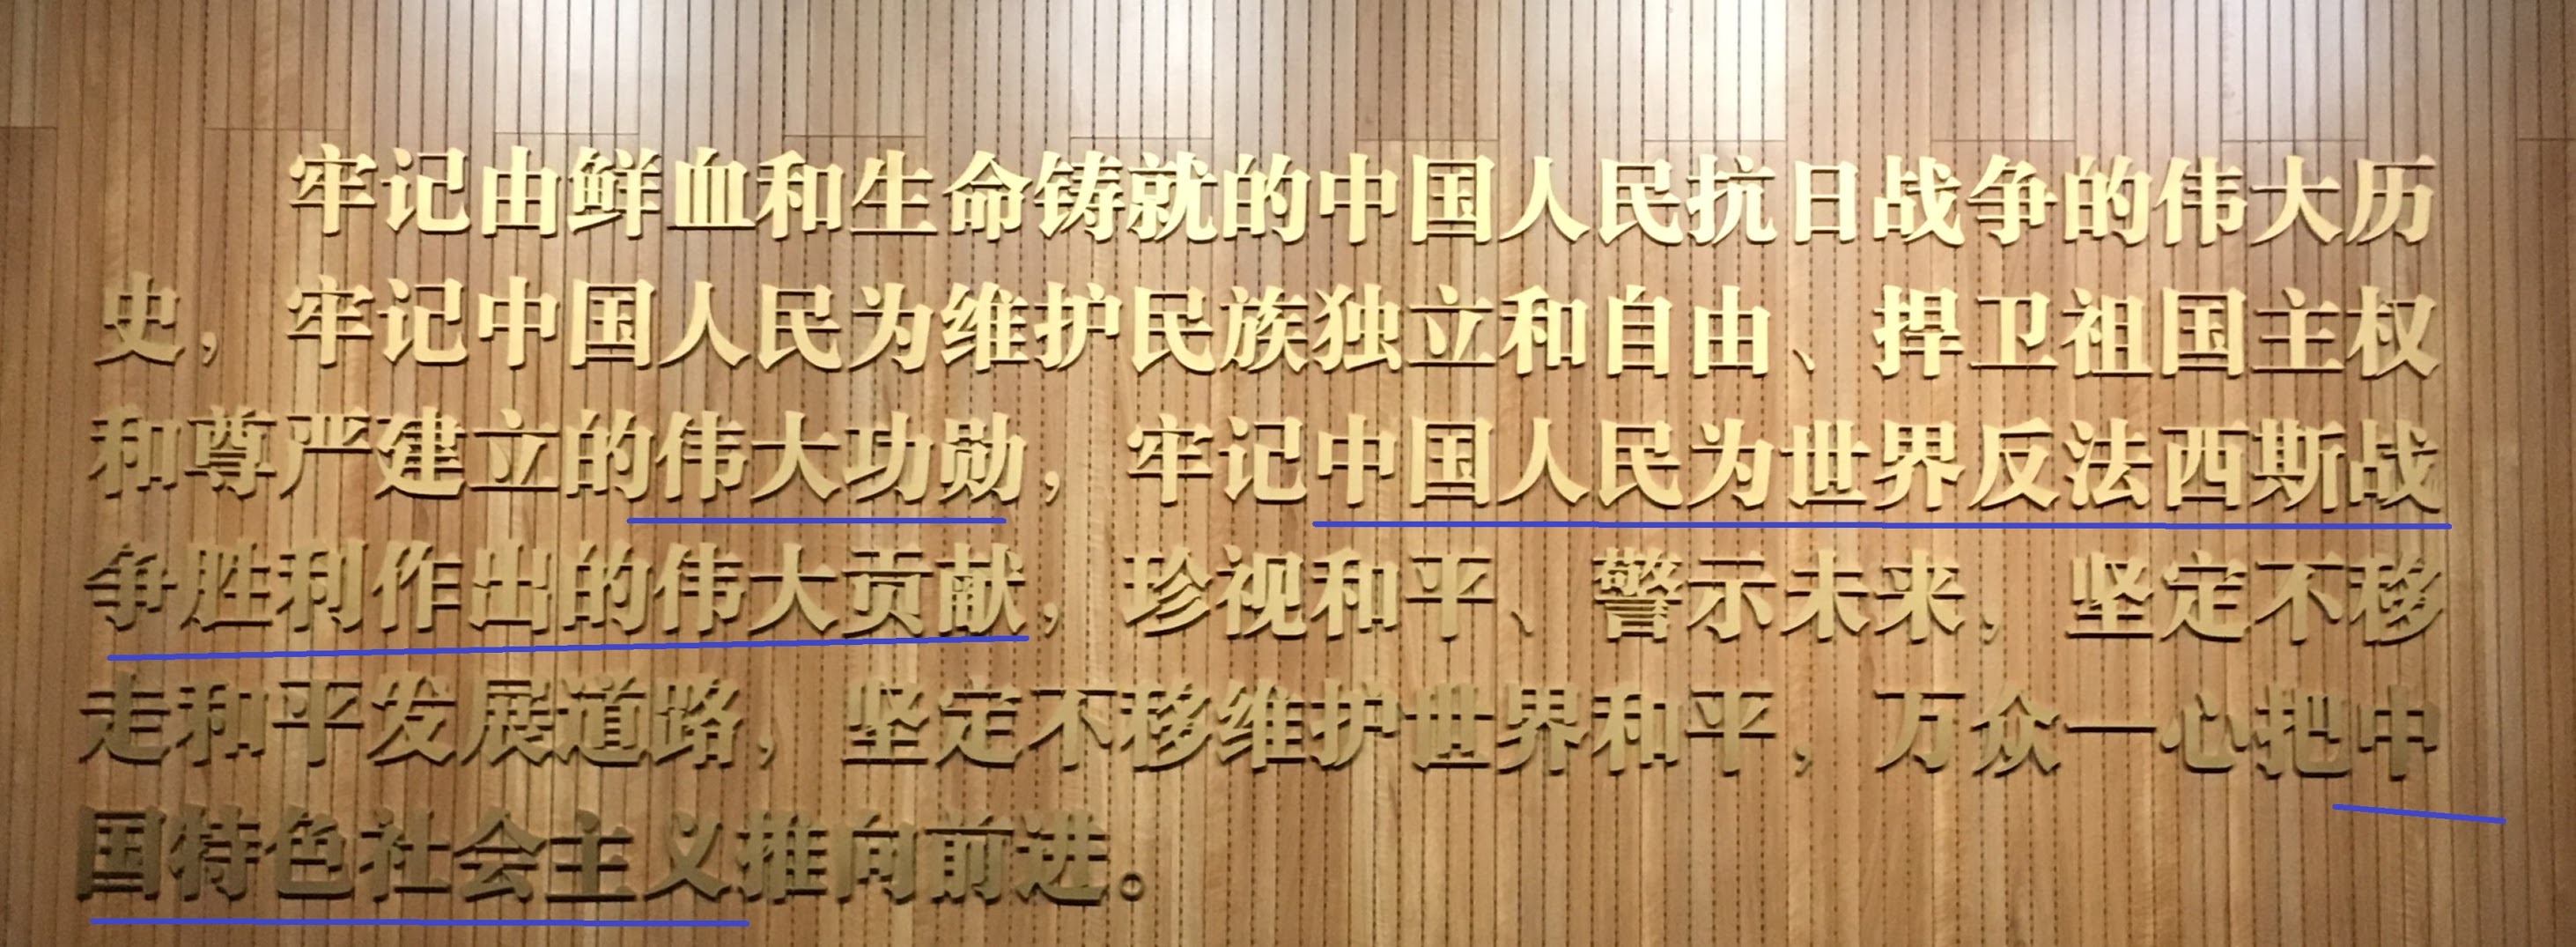 牢记由鲜血和生命铸就的中国人民抗日战争的伟大历
史，牢记中国人民为维护民族独立和自由、捍卫祖国主权
和尊严建立的伟大功勋，牢记中国人民为世界反法西斯战
争胜利作出的伟大贡献，珍视和平、警示未来，坚定不移
走和平发展道路，坚定不移维护世界和平，万众一心把中
国特色社会主义推向前进。